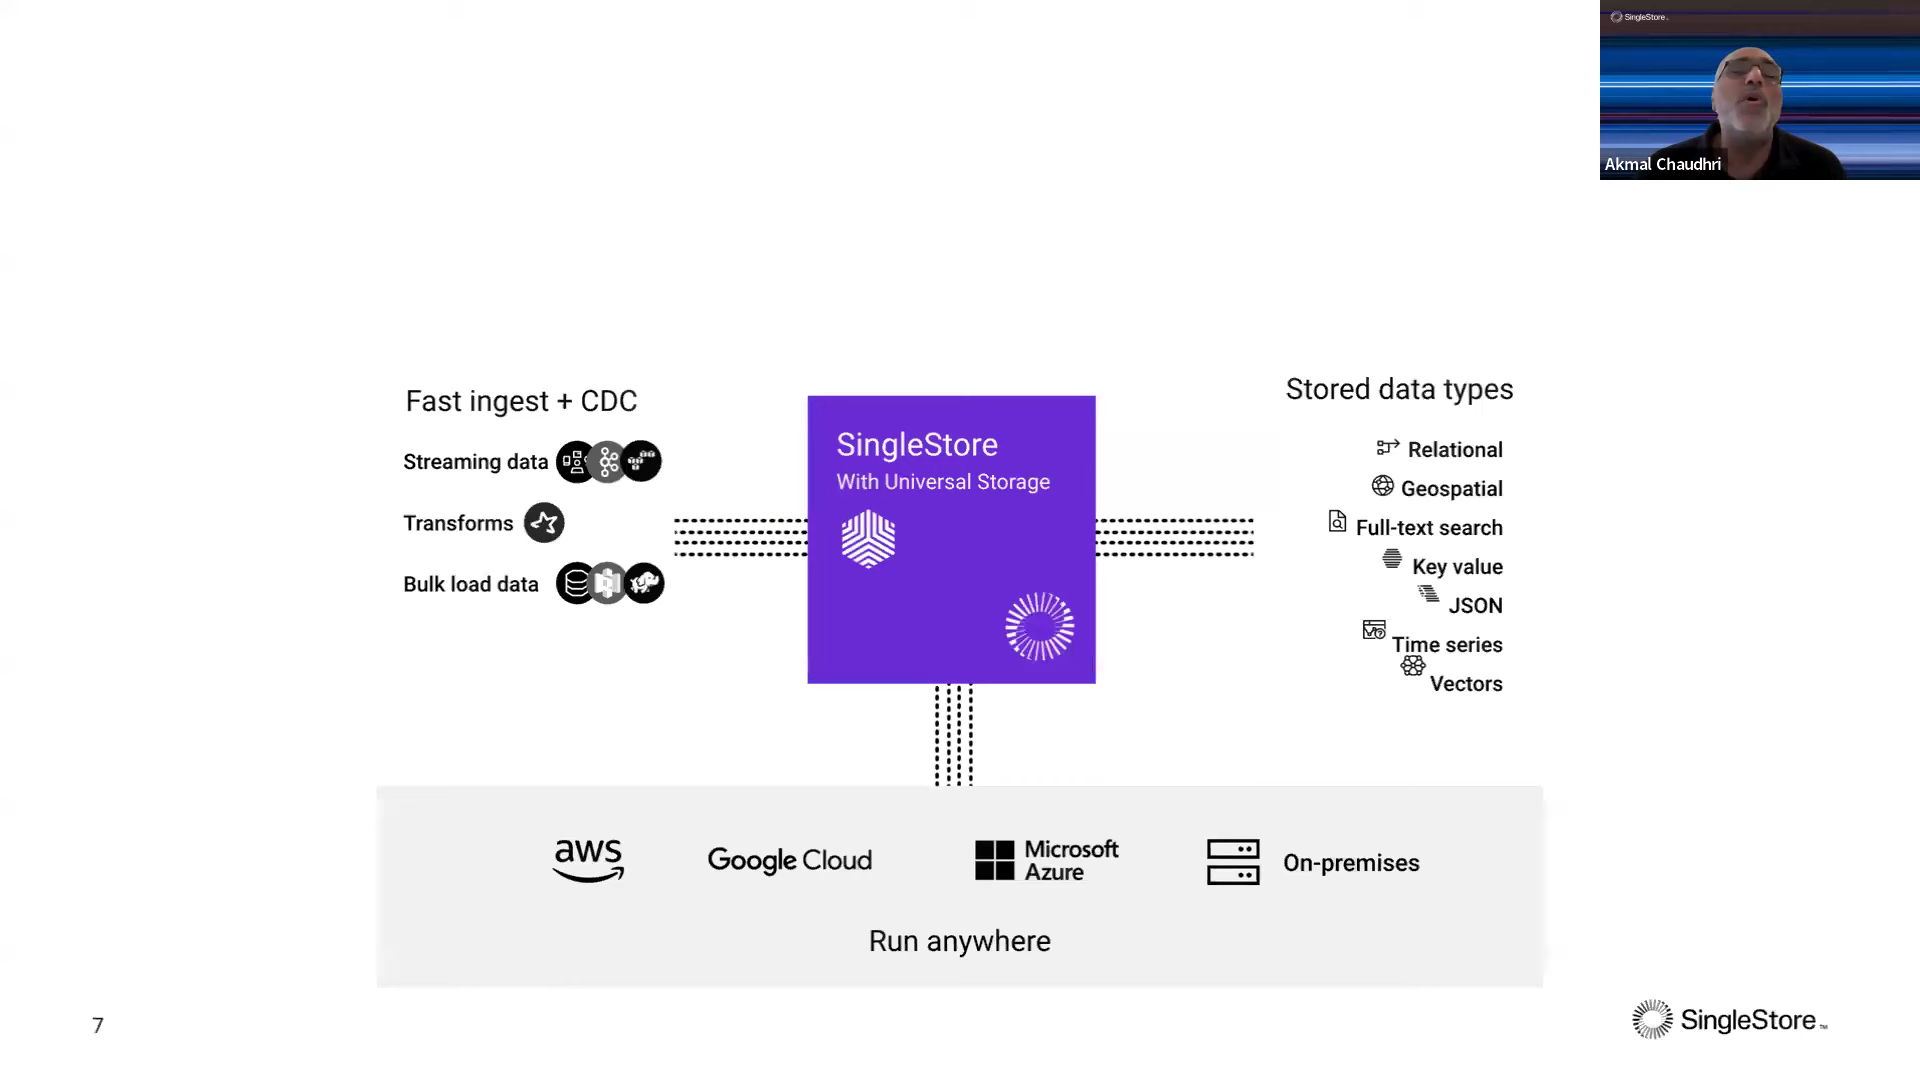 SingleStore
Akmal Chaudhri
Fast ingest + CDC
Streaming data
Transforms
Bulk load data
SingleStore
With Universal Storage
Stored data types
Relational
Geospatial
Full-text search
Key value
JSON
Time series
Vectors
aws
Google Cloud
Microsoft
Azure
On-premises
Run anywhere
7
SingleStore™